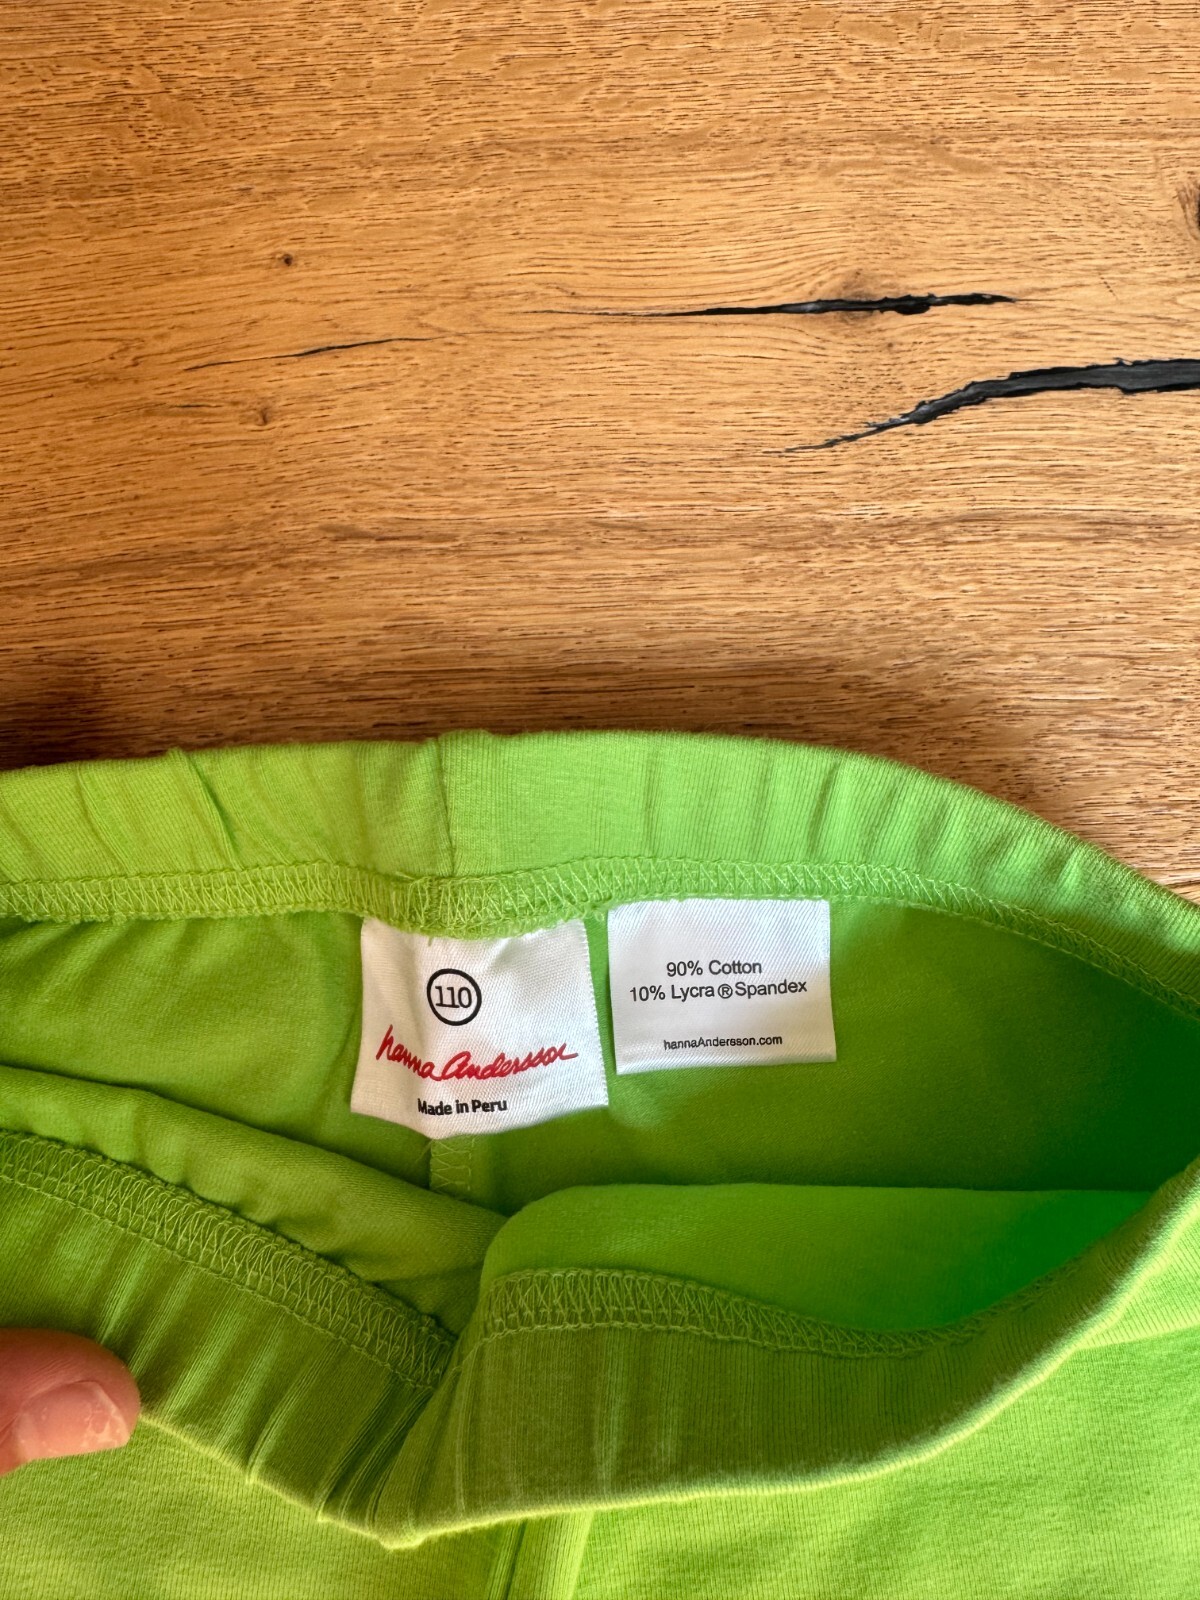 110
hanna Andersson
Made in Peru
90% Cotton
10% Lycra® Spandex
hannaAndersson.com